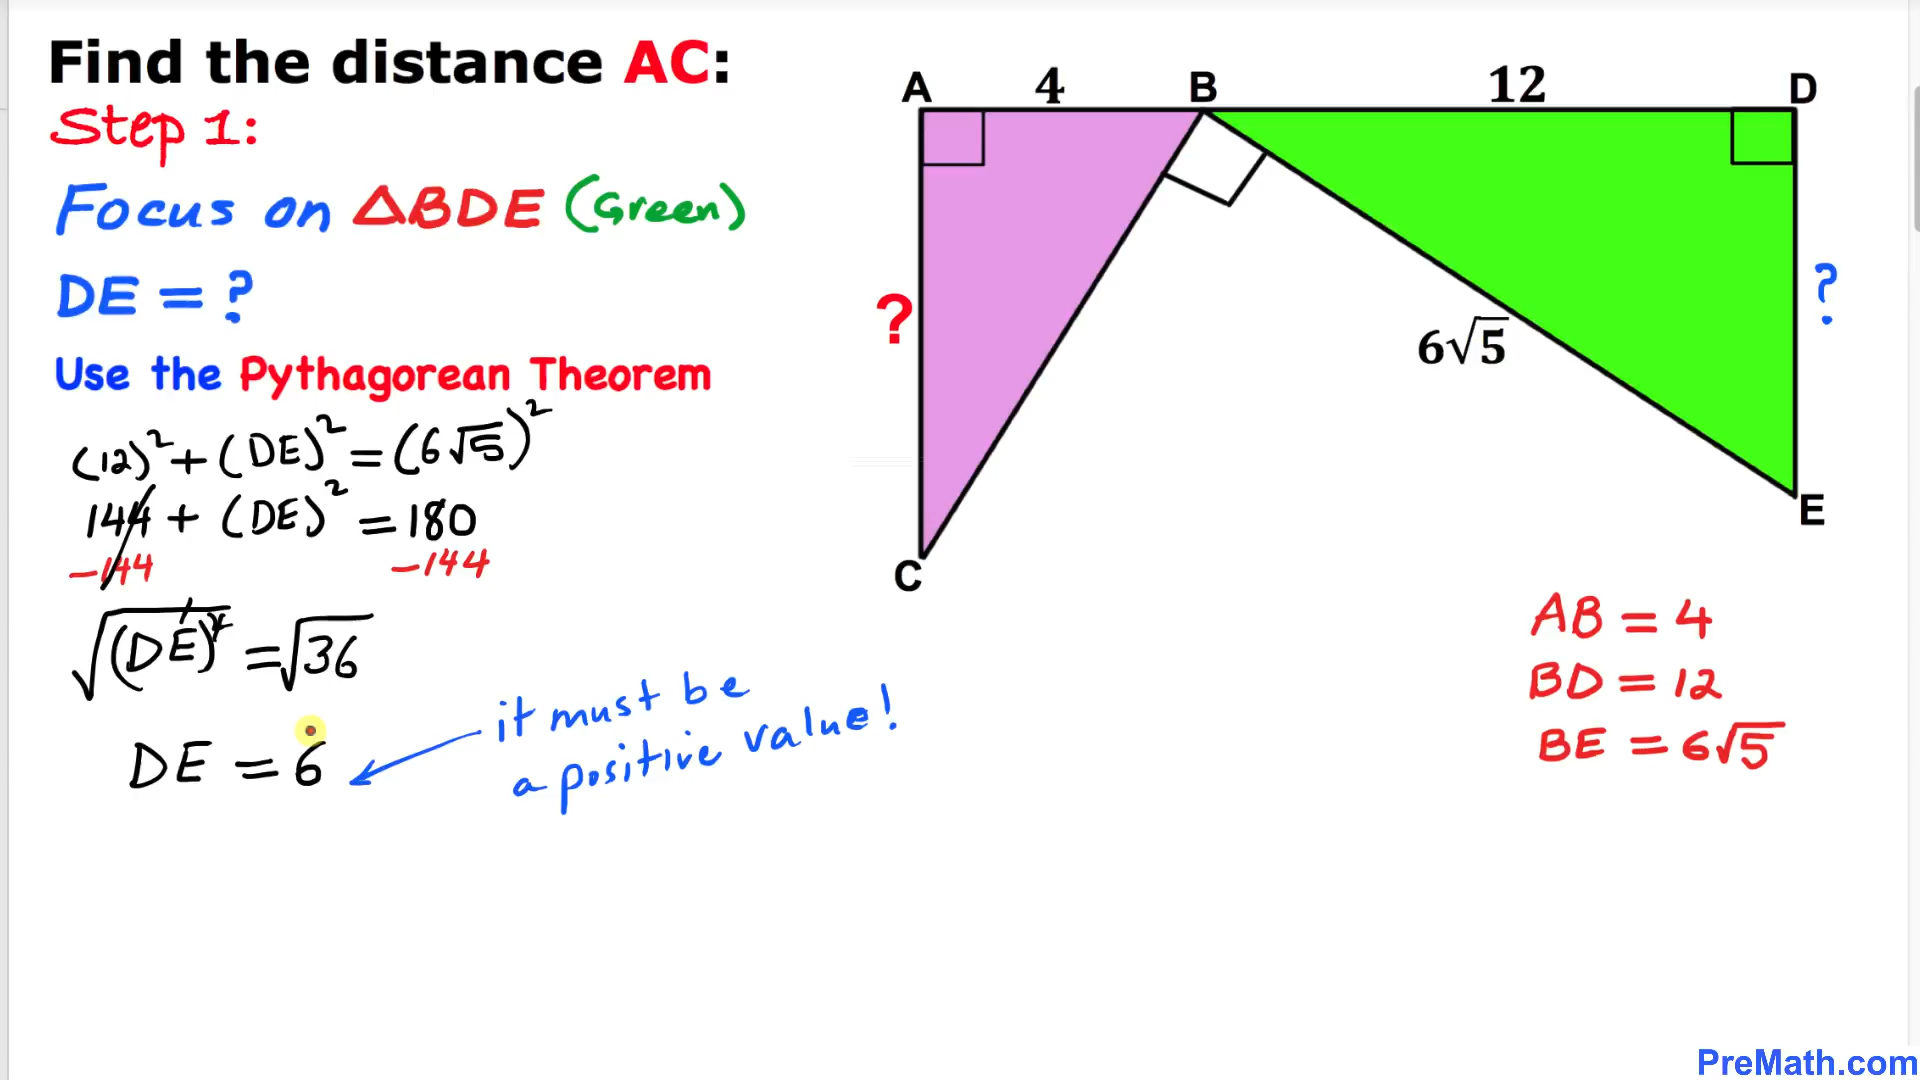 Find the distance AC:
Step 1:
Focus on △BDE (Green)
DE = ?
Use the Pythagorean Theorem
(12)² + (DE)² = (6√5)²
144 + (DE)² = 180
−144 −144
√(DE)² = √36
DE = 6
it must be
a positive value!
A 4 B 12 D
?
?
6√5
E
C
AB = 4
BD = 12
BE = 6√5
PreMath.com